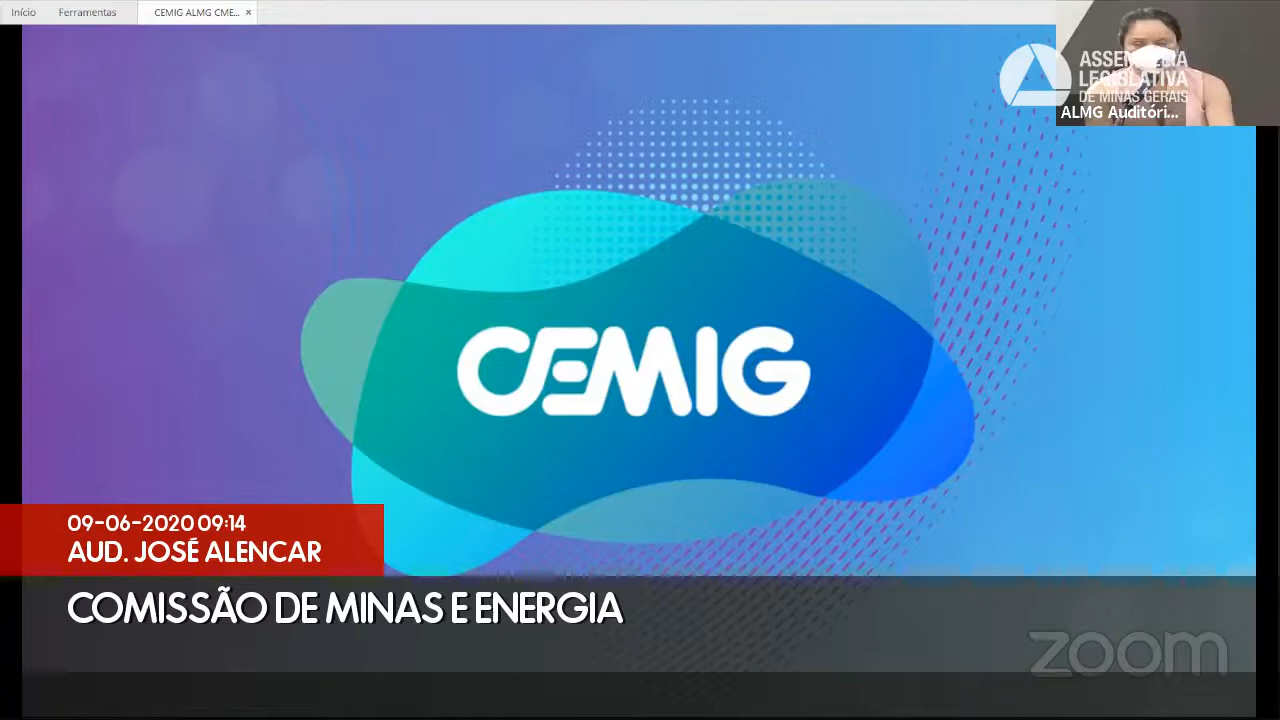 Início Ferramentas CEMIG ALMG CME... ×
ASSEMBLEIA
LEGISLATIVA
DE MINAS GERAIS
ALMG Auditóri...
CEMIG
09-06-2020 09:14
AUD. JOSÉ ALENCAR
COMISSÃO DE MINAS E ENERGIA
zoom